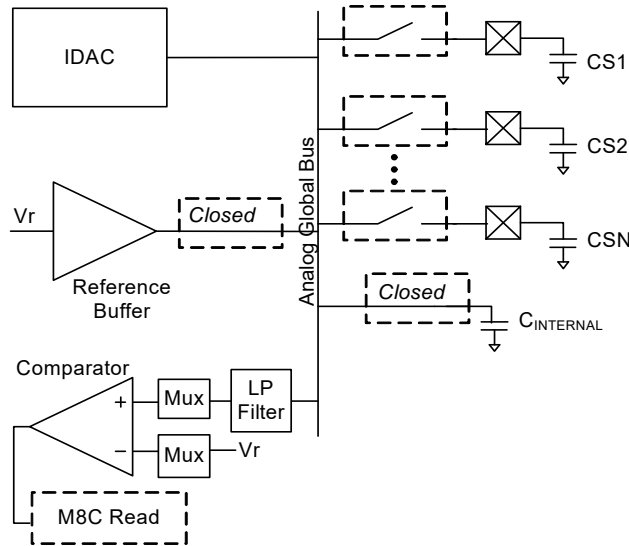 IDAC
CS1
CS2
Analog Global Bus
Closed
Vr
CSN
Reference
Buffer
Closed
CINTERNAL
Comparator
LP
Filter
Mux
+
−
Mux
Vr
M8C Read